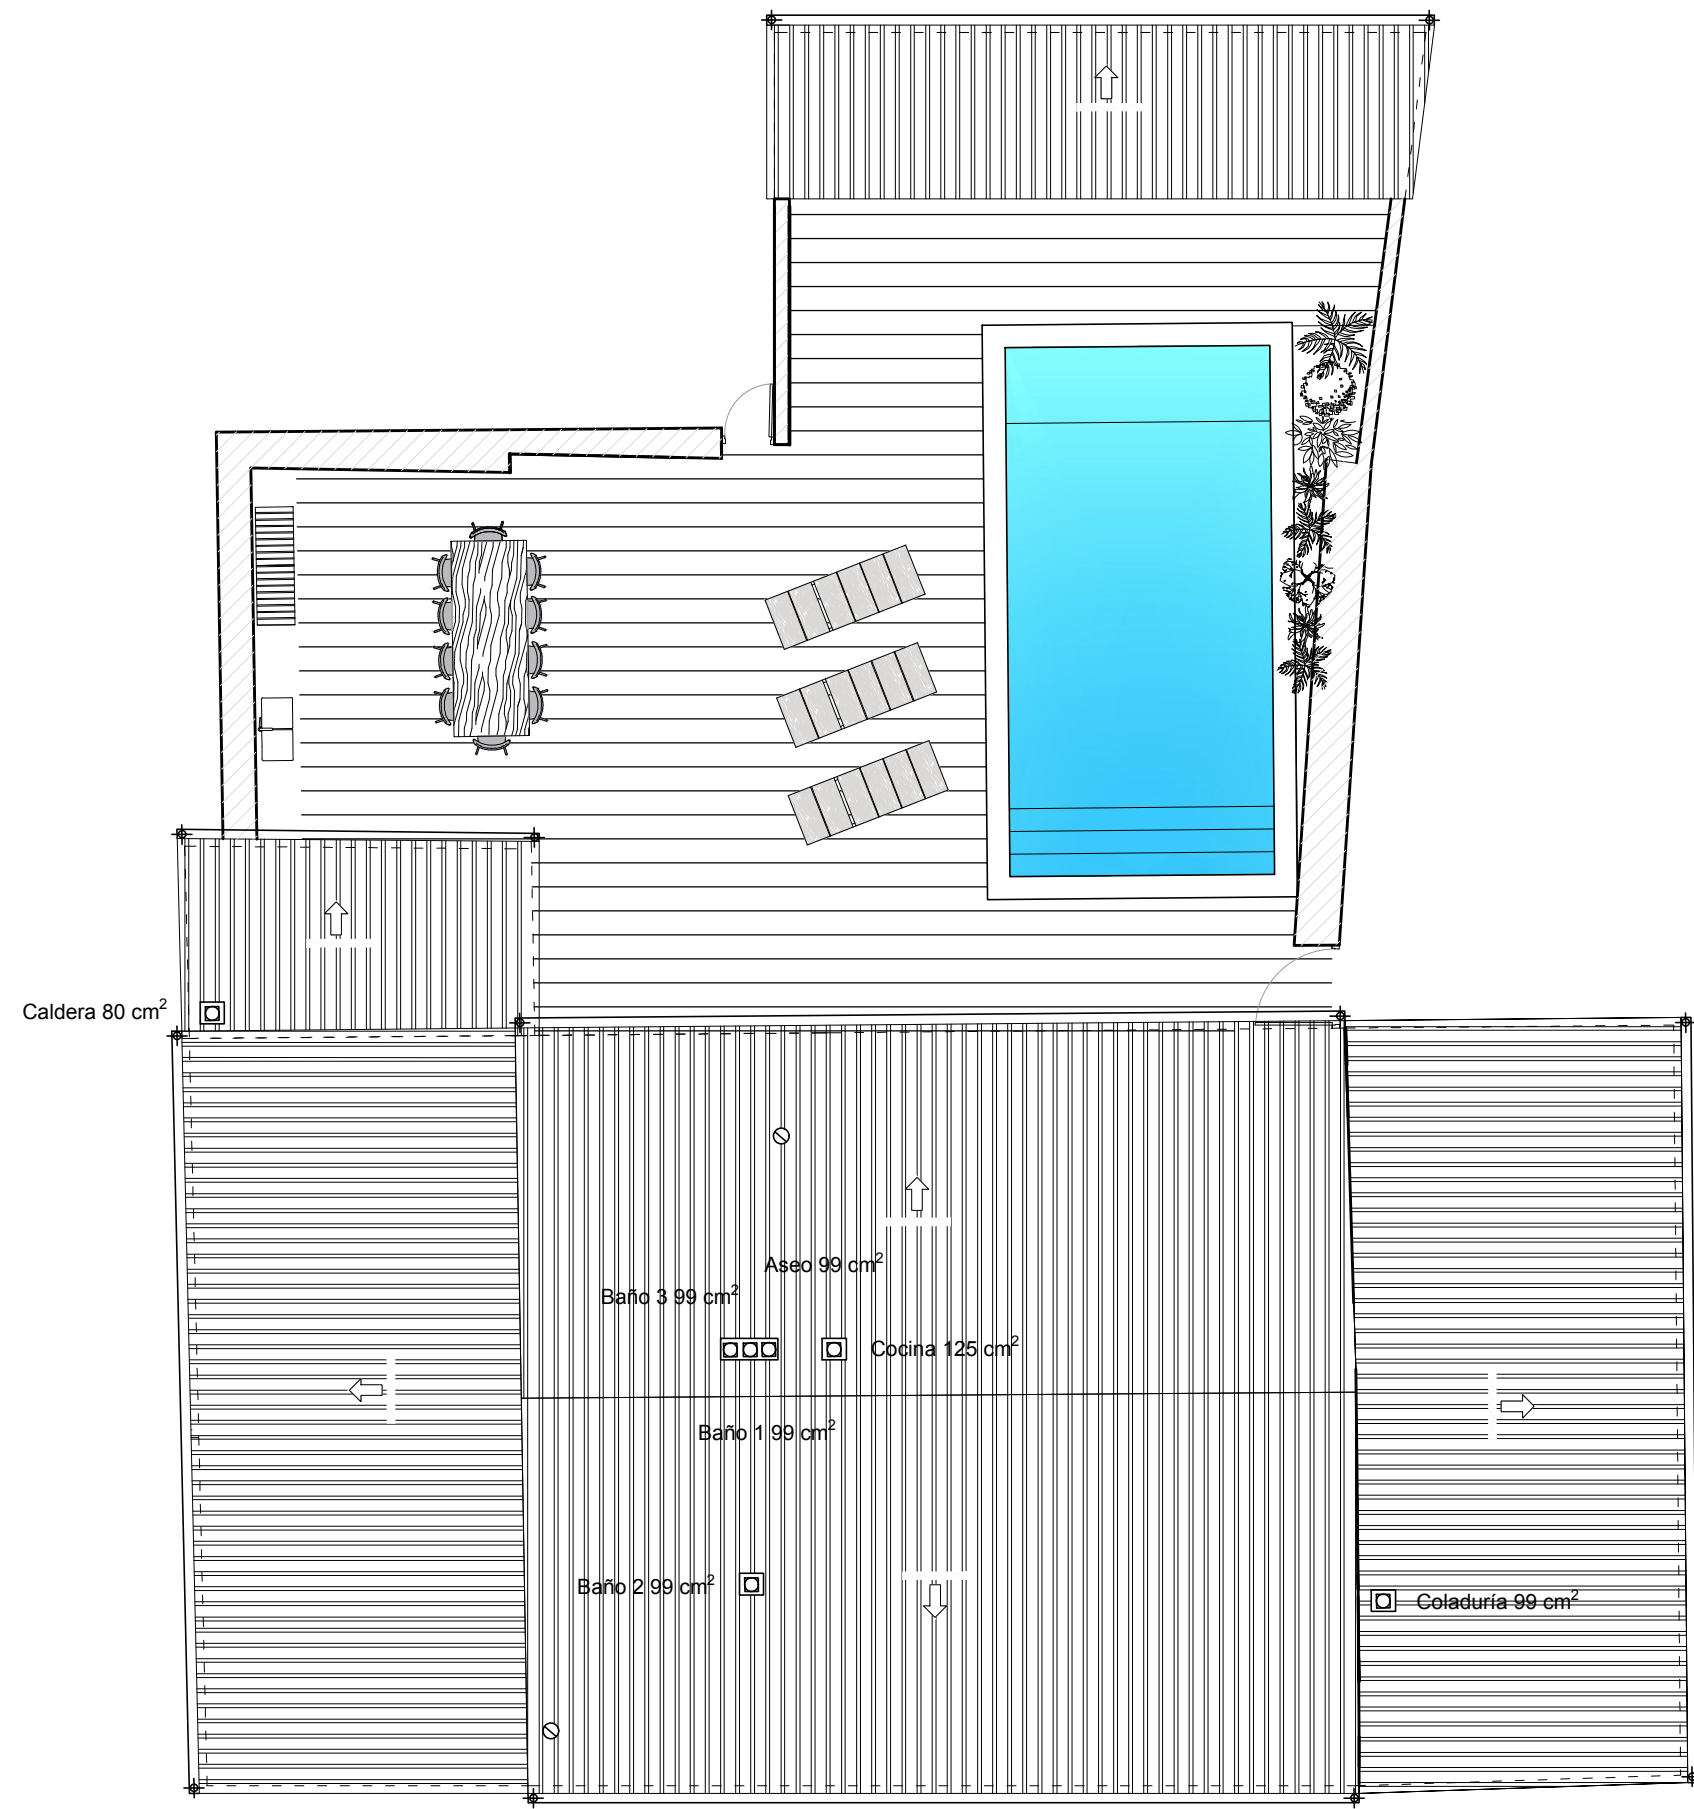 Caldera 80 cm²
Aseo 99 cm²
Baño 3 99 cm²
Cocina 125 cm²
Baño 1 99 cm²
Baño 2 99 cm²
Coladuría 99 cm²